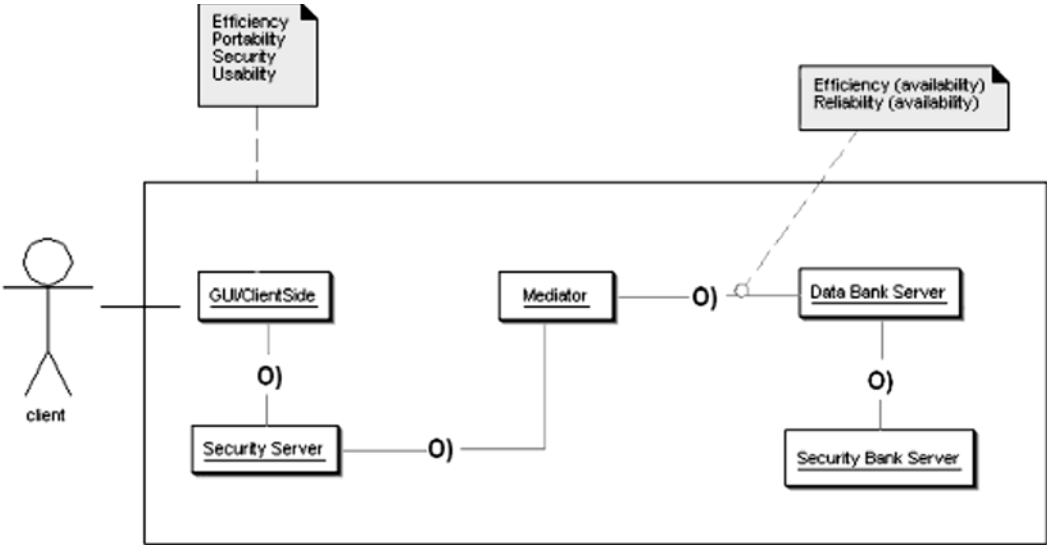 Efficiency
Portability
Security
Usability
Efficiency (availability)
Reliability (availability)
GUI/ClientSide
Mediator
O)
Data Bank Server
O)
O)
client
Security Server
O)
Security Bank Server